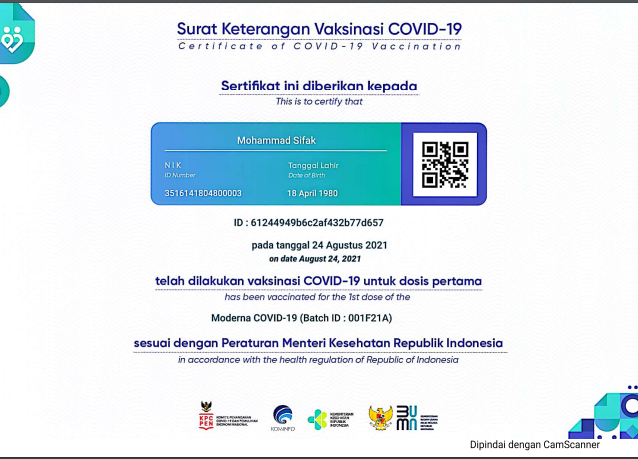 Surat Keterangan Vaksinasi COVID-19
Certificate of COVID-19 Vaccination
Sertifikat ini diberikan kepada
This is to certify that
Mohammad Sifak
NIK
ID Number
Tanggal Lahir
Date of Birth
3516141804800003
18 April 1980
ID : 61244949b6c2af432b77d657
pada tanggal 24 Agustus 2021
on date August 24, 2021
telah dilakukan vaksinasi COVID-19 untuk dosis pertama
has been vaccinated for the 1st dose of the
Moderna COVID-19 (Batch ID : 001F21A)
sesuai dengan Peraturan Menteri Kesehatan Republik Indonesia
in accordance with the health regulation of Republic of Indonesia
KPC
PEN
KOMITE PENANGANAN
COVID-19 DAN PEMULIHAN
EKONOMI NASIONAL
KOMINFO
KEMENTERIAN
KESEHATAN
REPUBLIK
INDONESIA
BUMN
Dipindai dengan CamScanner